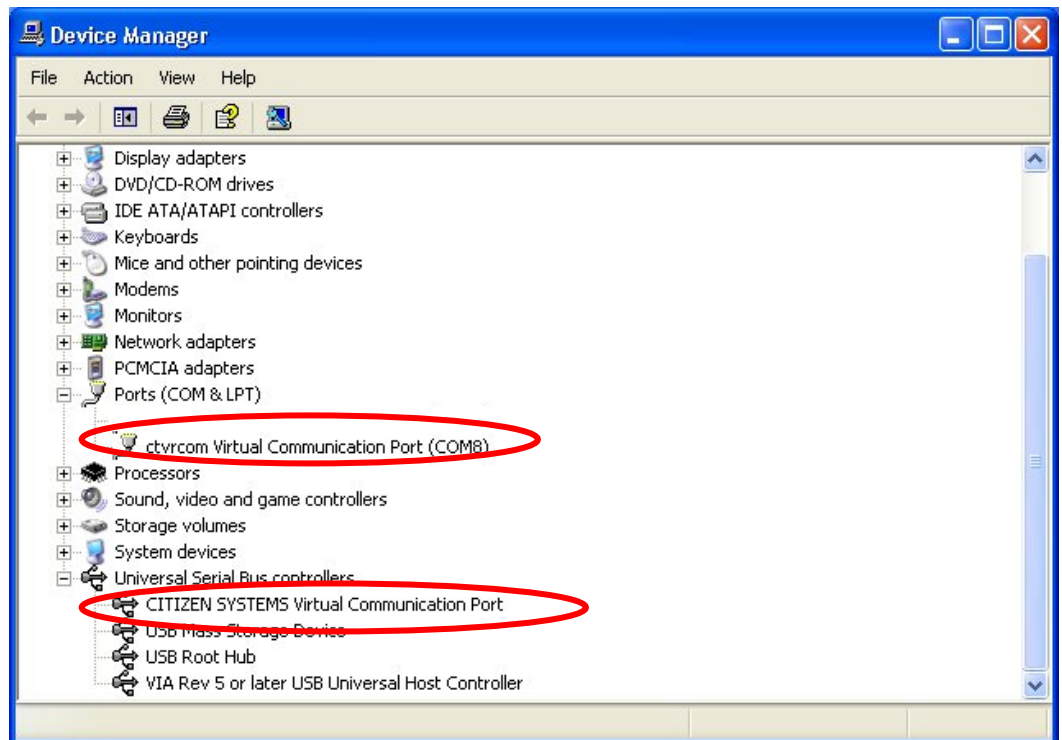 Device Manager
File Action View Help
Display adapters
DVD/CD-ROM drives
IDE ATA/ATAPI controllers
Keyboards
Mice and other pointing devices
Modems
Monitors
Network adapters
PCMCIA adapters
Ports (COM & LPT)
ctvrcom Virtual Communication Port (COM8)
Processors
Sound, video and game controllers
Storage volumes
System devices
Universal Serial Bus controllers
CITIZEN SYSTEMS Virtual Communication Port
USB Mass Storage Device
USB Root Hub
VIA Rev 5 or later USB Universal Host Controller